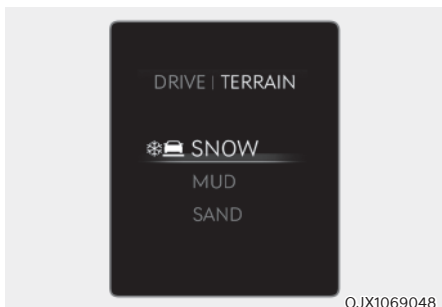 DRIVE | TERRAIN
SNOW
MUD
SAND
OJX1069048